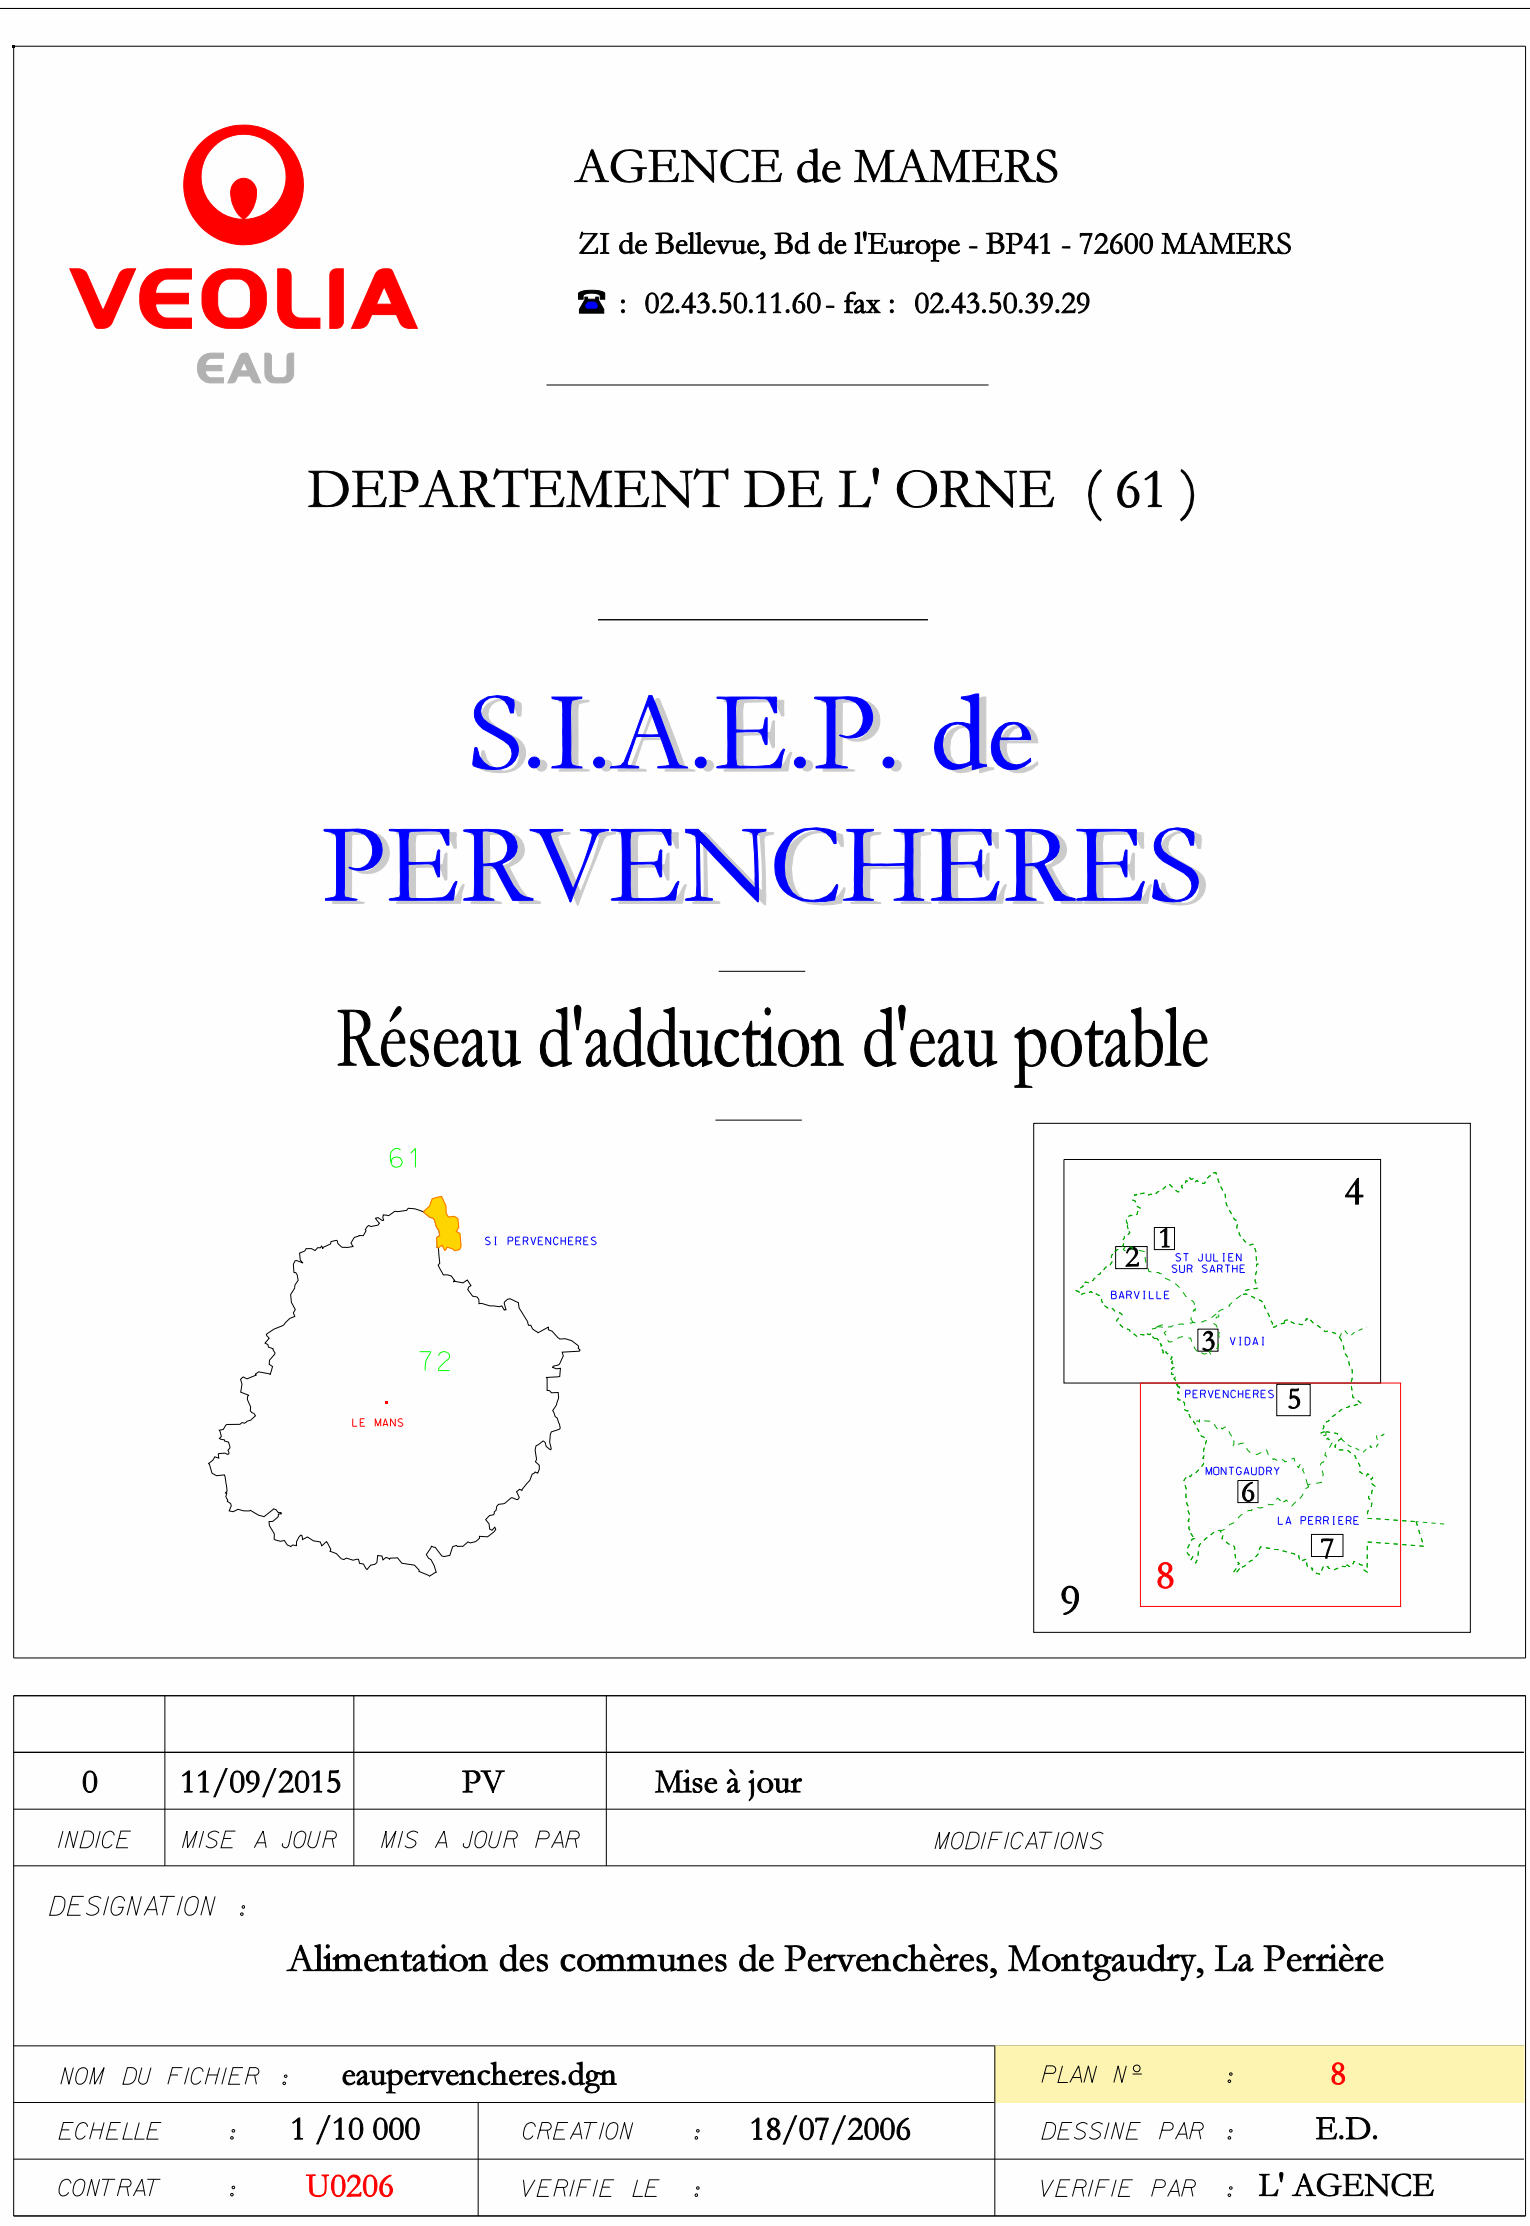 VEOLIA
EAU
AGENCE de MAMERS
ZI de Bellevue, Bd de l'Europe - BP41 - 72600 MAMERS
☎ : 02.43.50.11.60 - fax : 02.43.50.39.29
DEPARTEMENT DE L' ORNE ( 61 )
S.I.A.E.P. de
PERVENCHERES
Réseau d'adduction d'eau potable
61
SI PERVENCHERES
72
LE MANS
4
1
2
ST JULIEN
SUR SARTHE
BARVILLE
3 VIDAI
PERVENCHERES 5
MONTGAUDRY
6
LA PERRIERE
7
8
9
0 11/09/2015 PV Mise à jour
INDICE MISE A JOUR MIS A JOUR PAR MODIFICATIONS
DESIGNATION :
Alimentation des communes de Pervenchères, Montgaudry, La Perrière
NOM DU FICHIER : eaupervencheres.dgn PLAN Nº : 8
ECHELLE : 1 /10 000 CREATION : 18/07/2006 DESSINE PAR : E.D.
CONTRAT : U0206 VERIFIE LE : VERIFIE PAR : L' AGENCE